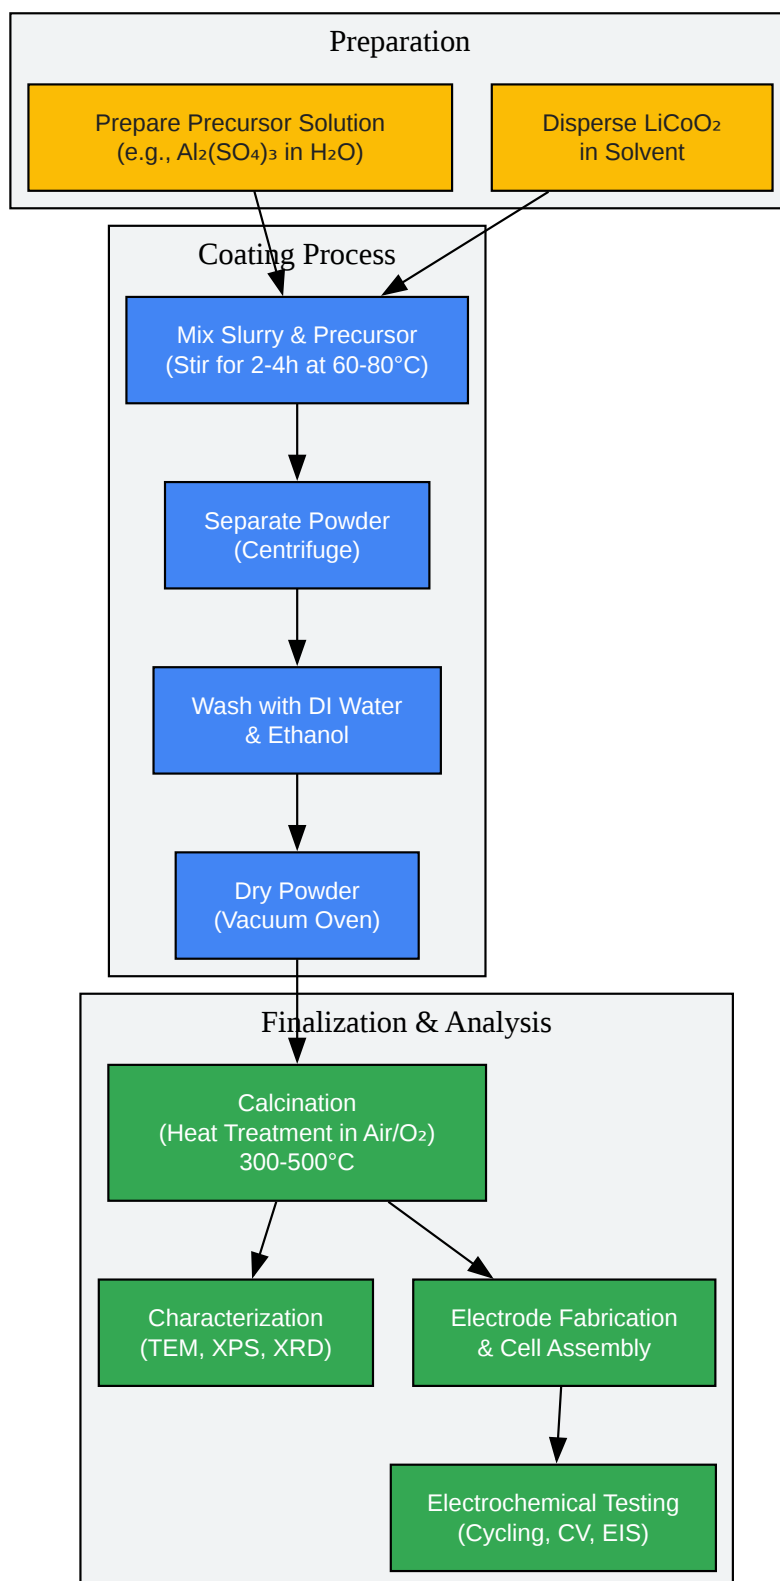 Preparation
Prepare Precursor Solution
(e.g., Al₂(SO₄)₃ in H₂O)
Disperse LiCoO₂
in Solvent
Coating Process
Mix Slurry & Precursor
(Stir for 2-4h at 60-80°C)
Separate Powder
(Centrifuge)
Wash with DI Water
& Ethanol
Dry Powder
(Vacuum Oven)
Finalization & Analysis
Calcination
(Heat Treatment in Air/O₂)
300-500°C
Characterization
(TEM, XPS, XRD)
Electrode Fabrication
& Cell Assembly
Electrochemical Testing
(Cycling, CV, EIS)